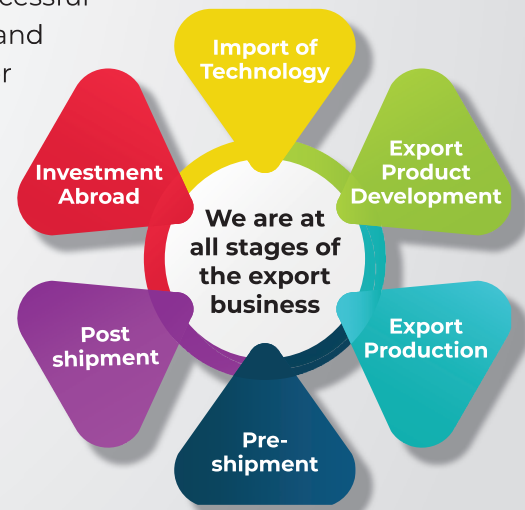 and
r
Import of
Technology
Export
Product
Development
Export
Production
Pre-
shipment
Post
shipment
Investment
Abroad
We are at
all stages of
the export
business